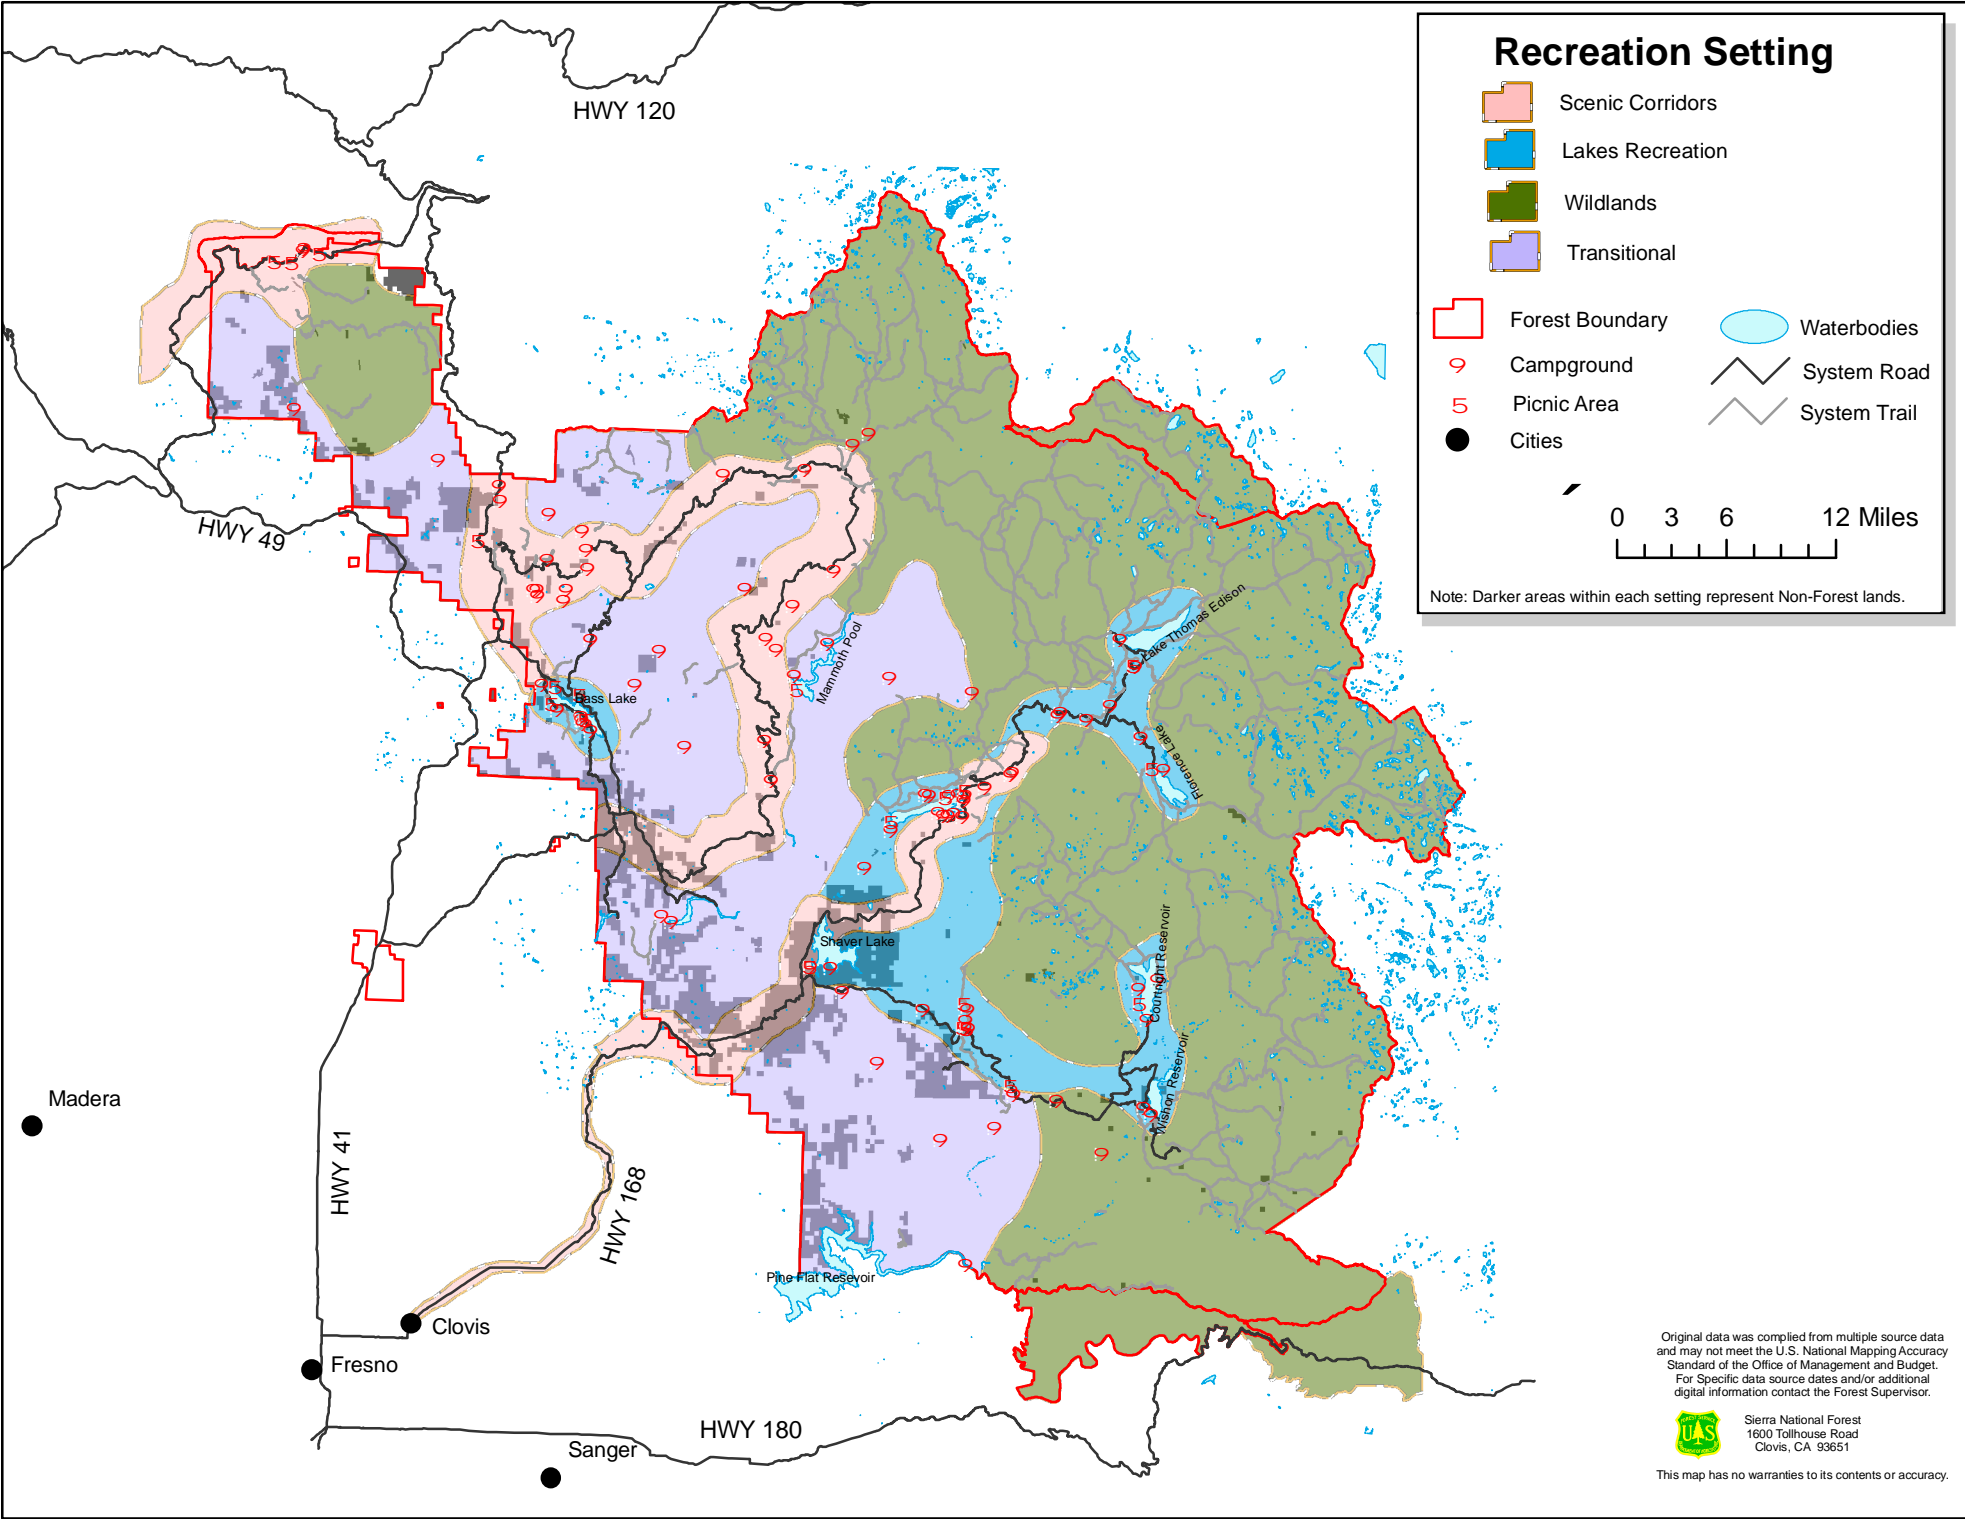 Recreation Setting
Scenic Corridors
Lakes Recreation
Wildlands
Transitional
Forest Boundary
Campground
Picnic Area
Cities
Waterbodies
System Road
System Trail
0 3 6 12 Miles
Note: Darker areas within each setting represent Non-Forest lands.
HWY 120
HWY 49
Lake Thomas Edison
Mammoth Pool
Bass Lake
Florence Lake
Shaver Lake
Courtright Reservoir
Wishon Reservoir
Madera
HWY 41
HWY 168
Pine Flat Resevoir
Clovis
Fresno
HWY 180
Sanger
Original data was complied from multiple source data
and may not meet the U.S. National Mapping Accuracy
Standard of the Office of Management and Budget.
For Specific data source dates and/or additional
digital information contact the Forest Supervisor.
UAS
Sierra National Forest
1600 Tollhouse Road
Clovis, CA 93651
This map has no warranties to its contents or accuracy.